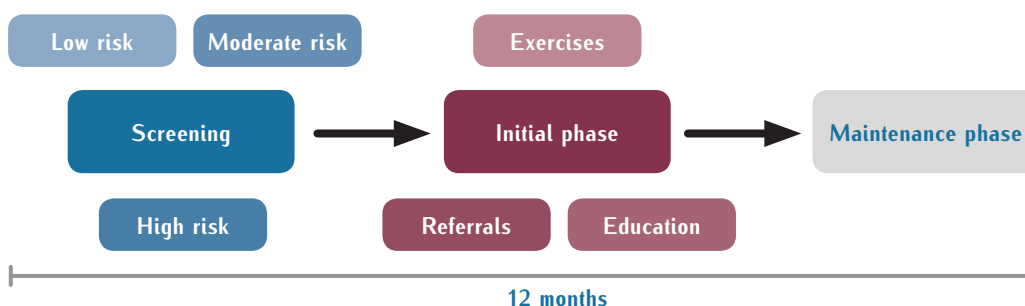 Low risk
Moderate risk
Exercises
Screening
Initial phase
Maintenance phase
High risk
Referrals
Education
12 months